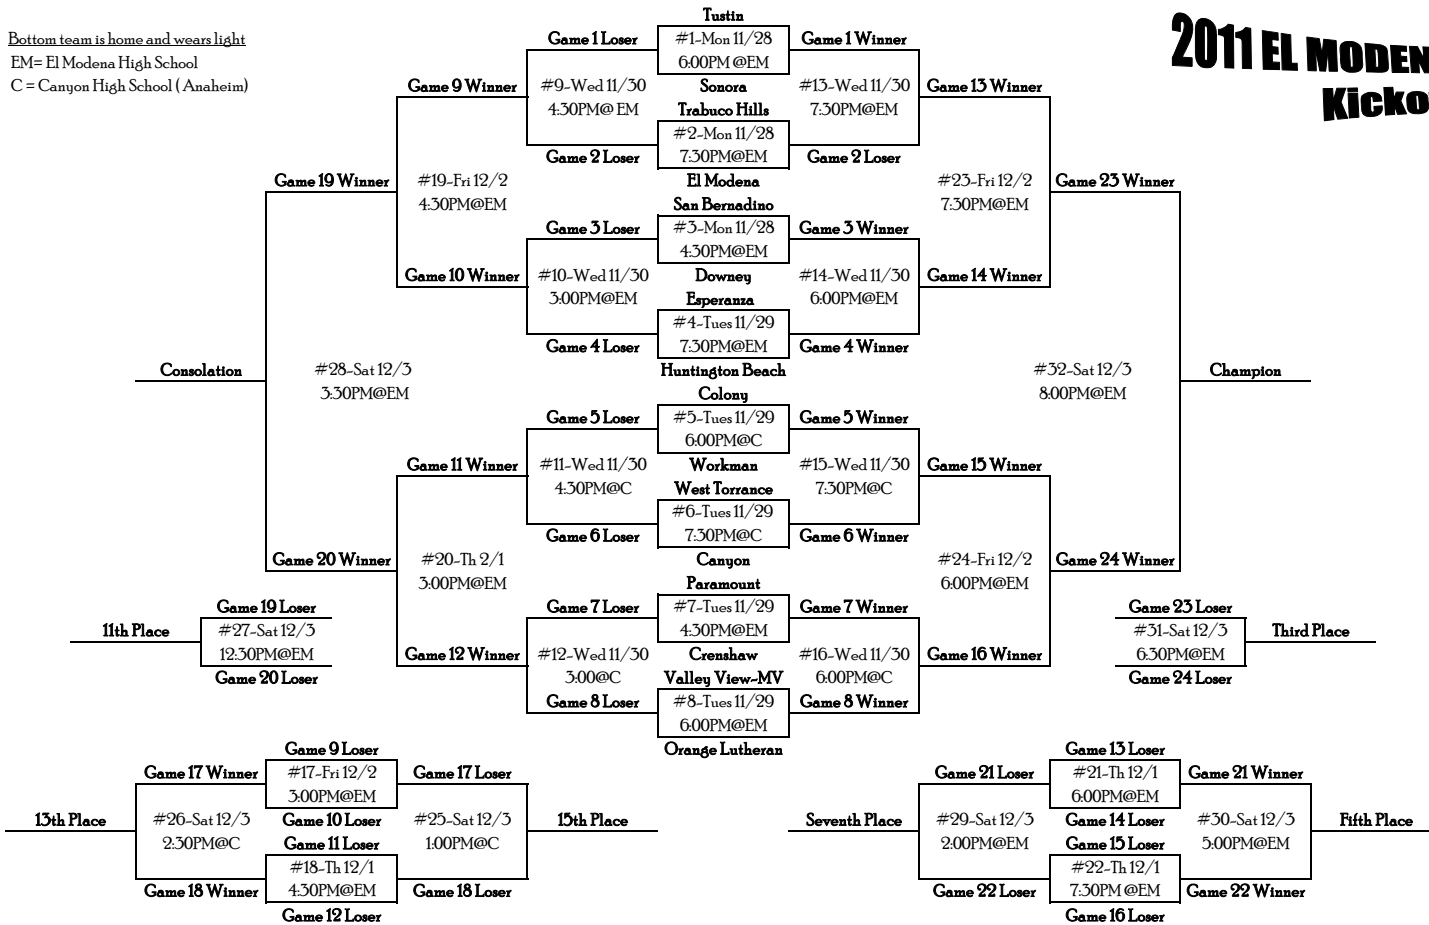 Bottom team is home and wears light
EM= El Modena High School
C = Canyon High School ( Anaheim)
2011 EL MODEN
Kicko
Tustin
Game 1 Loser
#1-Mon 11/28
6:00PM @EM
Game 1 Winner
Game 9 Winner
#9-Wed 11/30
4:30PM@ EM
Sonora
Trabuco Hills
#13-Wed 11/30
7:30PM@EM
Game 13 Winner
#2-Mon 11/28
7:30PM@EM
Game 2 Loser
Game 2 Loser
El Modena
Game 19 Winner
#19-Fri 12/2
4:30PM@EM
#23-Fri 12/2
7:30PM@EM
Game 23 Winner
San Bernadino
Game 3 Loser
#3-Mon 11/28
4:30PM@EM
Game 3 Winner
Game 10 Winner
#10-Wed 11/30
3:00PM@EM
Downey
Esperanza
#14-Wed 11/30
6:00PM@EM
Game 14 Winner
#4-Tues 11/29
7:30PM@EM
Game 4 Loser
Game 4 Winner
Huntington Beach
Consolation
#28-Sat 12/3
3:30PM@EM
#32-Sat 12/3
8:00PM@EM
Champion
Colony
Game 5 Loser
#5-Tues 11/29
6:00PM@C
Game 5 Winner
Game 11 Winner
#11-Wed 11/30
4:30PM@C
Workman
West Torrance
#15-Wed 11/30
7:30PM@C
Game 15 Winner
#6-Tues 11/29
7:30PM@C
Game 6 Loser
Game 6 Winner
Canyon
Game 20 Winner
#20-Th 2/1
3:00PM@EM
#24-Fri 12/2
6:00PM@EM
Game 24 Winner
Paramount
Game 7 Loser
#7-Tues 11/29
4:30PM@EM
Game 7 Winner
Game 19 Loser
11th Place
#27-Sat 12/3
12:30PM@EM
Game 20 Loser
Game 12 Winner
#12-Wed 11/30
3:00@C
Crenshaw
Valley View-MV
#16-Wed 11/30
6:00PM@C
Game 16 Winner
Game 23 Loser
#31-Sat 12/3
6:30PM@EM
Third Place
Game 24 Loser
Game 8 Loser
#8-Tues 11/29
6:00PM@EM
Game 8 Winner
Orange Lutheran
Game 9 Loser
Game 17 Winner
#17-Fri 12/2
3:00PM@EM
Game 17 Loser
13th Place
#26-Sat 12/3
2:30PM@C
Game 10 Loser
Game 11 Loser
#25-Sat 12/3
1:00PM@C
15th Place
Game 18 Winner
#18-Th 12/1
4:30PM@EM
Game 18 Loser
Game 12 Loser
Game 13 Loser
Game 21 Loser
#21-Th 12/1
6:00PM@EM
Game 21 Winner
Seventh Place
#29-Sat 12/3
2:00PM@EM
Game 14 Loser
Game 15 Loser
#30-Sat 12/3
5:00PM@EM
Fifth Place
Game 22 Loser
#22-Th 12/1
7:30PM @EM
Game 22 Winner
Game 16 Loser